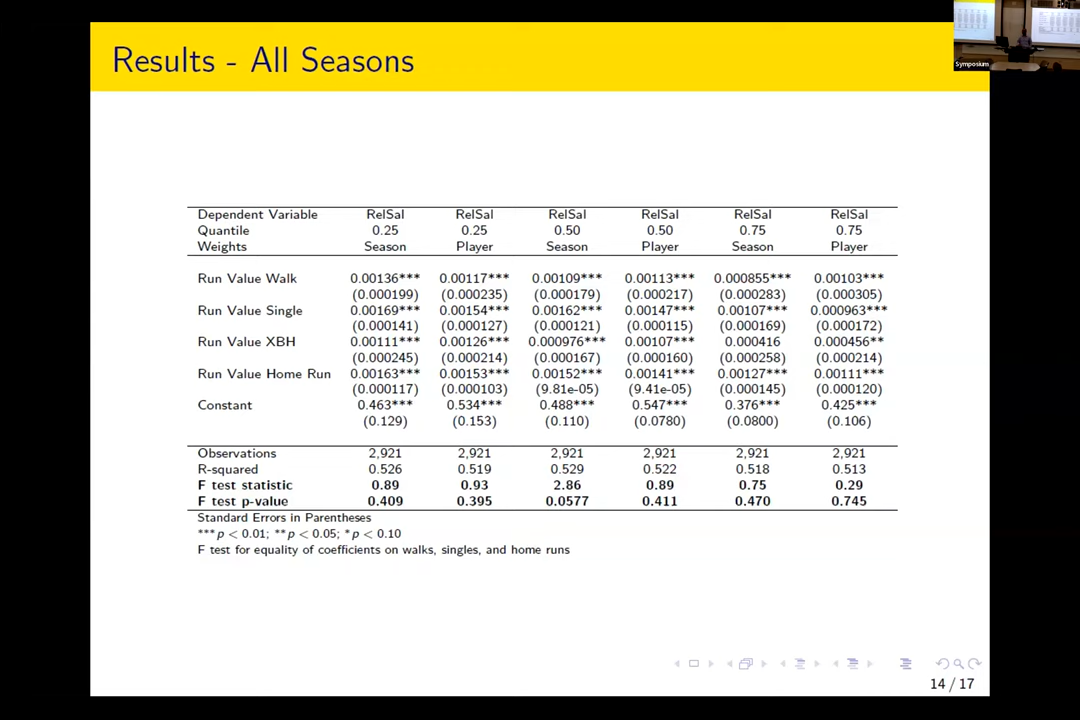 Results - All Seasons
Symposium
Dependent Variable RelSal RelSal RelSal RelSal RelSal RelSal
Quantile 0.25 0.25 0.50 0.50 0.75 0.75
Weights Season Player Season Player Season Player
Run Value Walk 0.00136*** 0.00117*** 0.00109*** 0.00113*** 0.000855*** 0.00103***
(0.000199) (0.000235) (0.000179) (0.000217) (0.000283) (0.000305)
Run Value Single 0.00169*** 0.00154*** 0.00162*** 0.00147*** 0.00107*** 0.000963***
(0.000141) (0.000127) (0.000121) (0.000115) (0.000169) (0.000172)
Run Value XBH 0.00111*** 0.00126*** 0.000976*** 0.00107*** 0.000416 0.000456**
(0.000245) (0.000214) (0.000167) (0.000160) (0.000258) (0.000214)
Run Value Home Run 0.00163*** 0.00153*** 0.00152*** 0.00141*** 0.00127*** 0.00111***
(0.000117) (0.000103) (9.81e-05) (9.41e-05) (0.000145) (0.000120)
Constant 0.463*** 0.534*** 0.488*** 0.547*** 0.376*** 0.425***
(0.129) (0.153) (0.110) (0.0780) (0.0800) (0.106)
Observations 2,921 2,921 2,921 2,921 2,921 2,921
R-squared 0.526 0.519 0.529 0.522 0.518 0.513
F test statistic 0.89 0.93 2.86 0.89 0.75 0.29
F test p-value 0.409 0.395 0.0577 0.411 0.470 0.745
Standard Errors in Parentheses
***p < 0.01; **p < 0.05; *p < 0.10
F test for equality of coefficients on walks, singles, and home runs
14 / 17